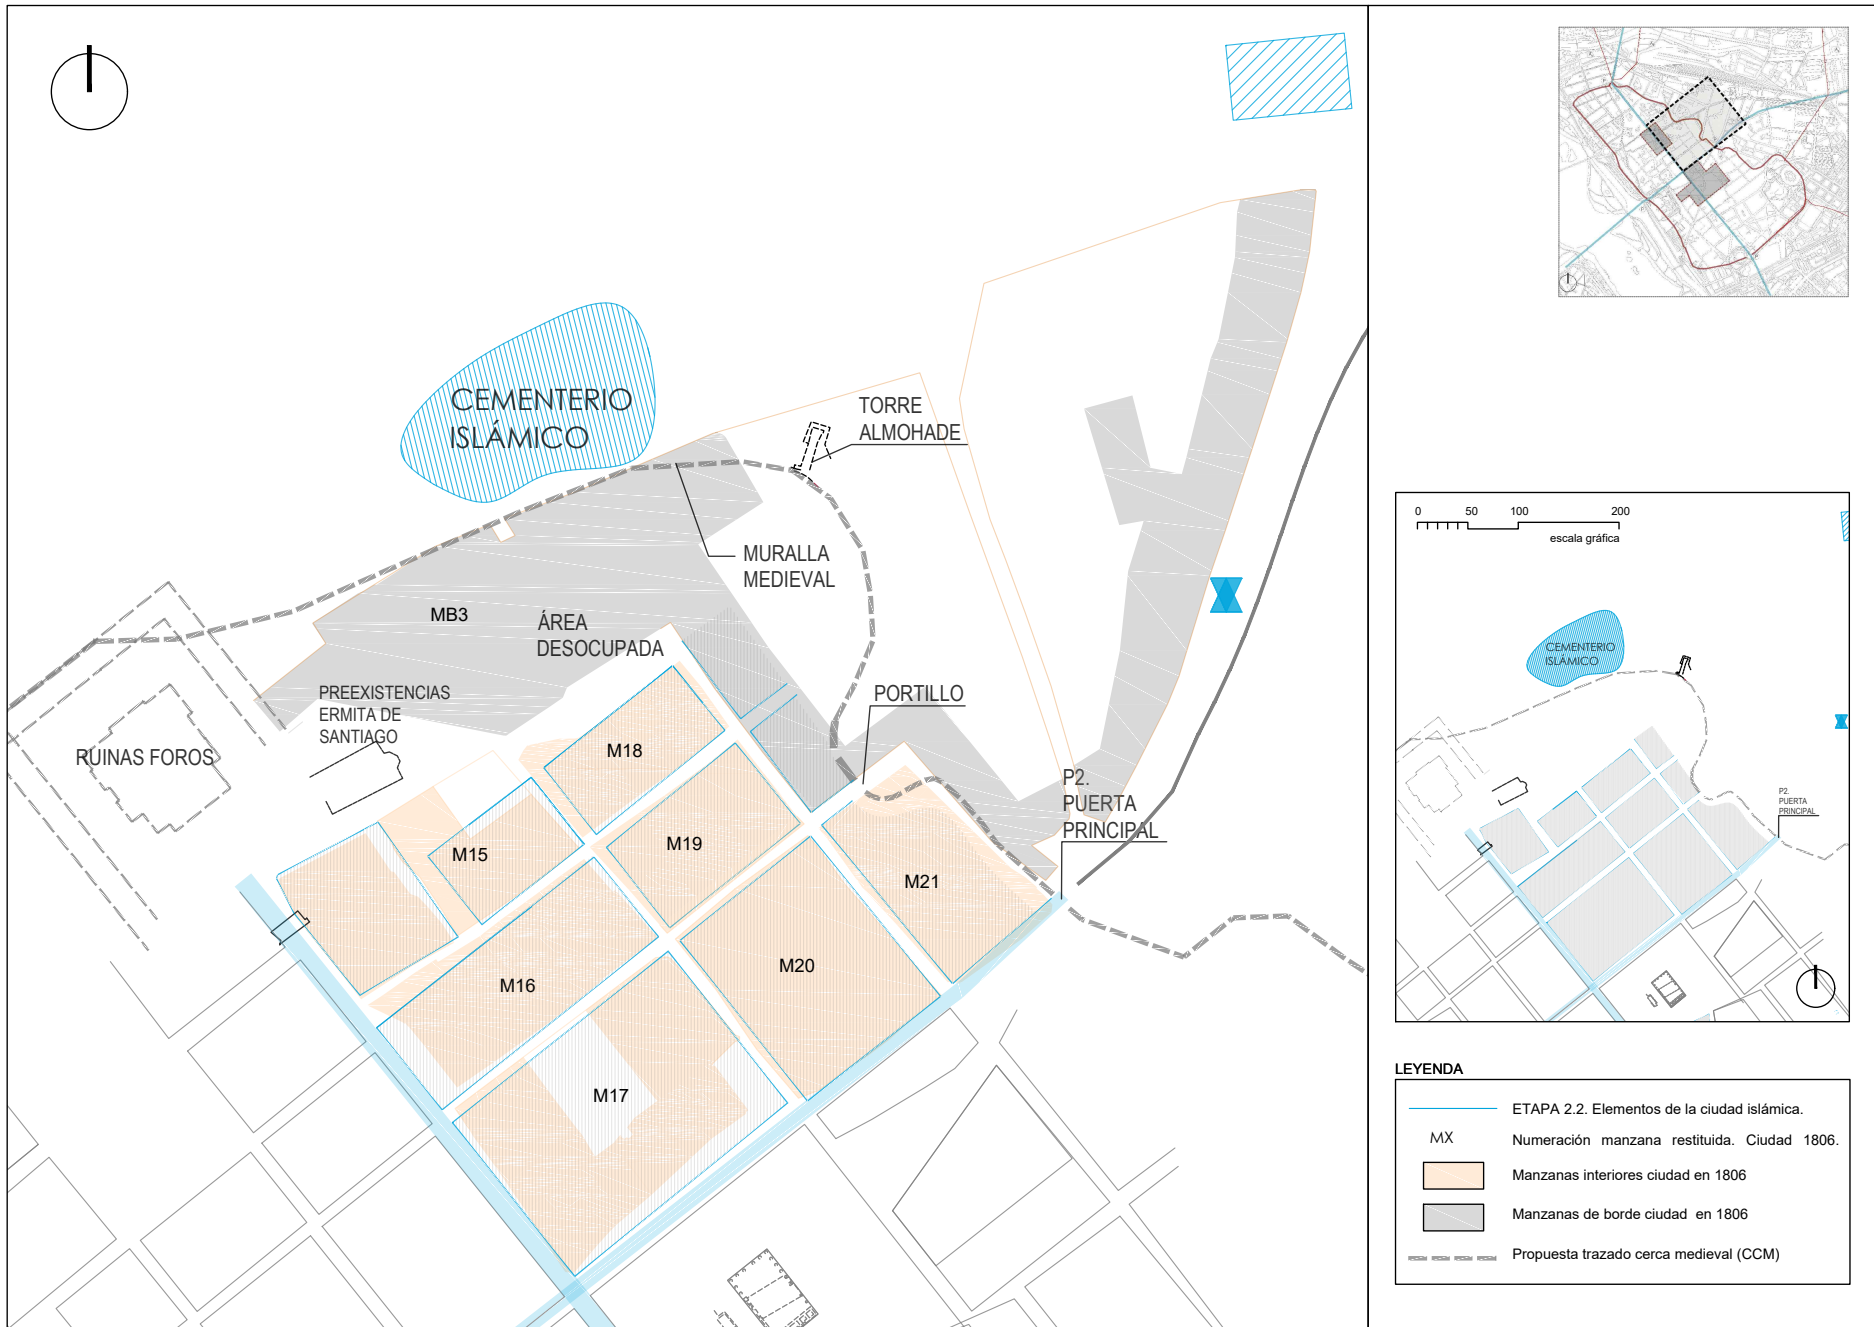 CEMENTERIO
ISLÁMICO
TORRE
ALMOHADE
MURALLA
MEDIEVAL
MB3
ÁREA
DESOCUPADA
PREEXISTENCIAS
ERMITA DE
SANTIAGO
RUINAS FOROS
PORTILLO
M18
P2.
PUERTA
PRINCIPAL
M19
M15
M21
M20
M16
M17
0 50 100 200
escala gráfica
CEMENTERIO
ISLÁMICO
P2.
PUERTA
PRINCIPAL
LEYENDA
ETAPA 2.2. Elementos de la ciudad islámica.
MX Numeración manzana restituida. Ciudad 1806.
Manzanas interiores ciudad en 1806
Manzanas de borde ciudad en 1806
Propuesta trazado cerca medieval (CCM)